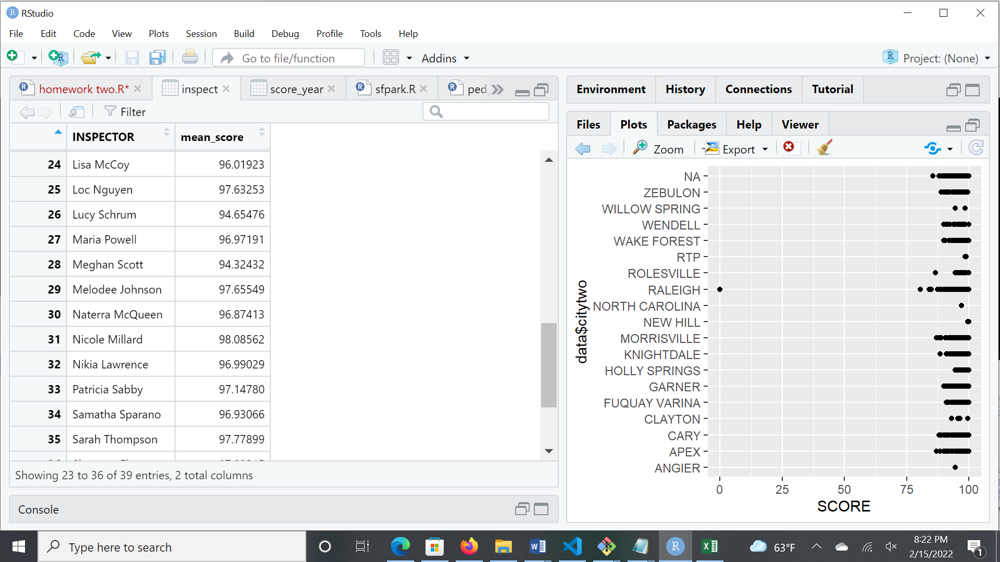 RStudio
File Edit Code View Plots Session Build Debug Profile Tools Help
Go to file/function Addins Project: (None)
homework two.R* inspect score_year sfpark.R ped_
Filter
INSPECTOR mean_score
24 Lisa McCoy 96.01923
25 Loc Nguyen 97.63253
26 Lucy Schrum 94.65476
27 Maria Powell 96.97191
28 Meghan Scott 94.32432
29 Melodee Johnson 97.65549
30 Naterra McQueen 96.87413
31 Nicole Millard 98.08562
32 Nikia Lawrence 96.99029
33 Patricia Sabby 97.14780
34 Samatha Sparano 96.93066
35 Sarah Thompson 97.77899
Showing 23 to 36 of 39 entries, 2 total columns
Console
Environment History Connections Tutorial
Files Plots Packages Help Viewer
Zoom Export
data$citytwo
NA
ZEBULON
WILLOW SPRING
WENDELL
WAKE FOREST
RTP
ROLESVILLE
RALEIGH
NORTH CAROLINA
NEW HILL
MORRISVILLE
KNIGHTDALE
HOLLY SPRINGS
GARNER
FUQUAY VARINA
CLAYTON
CARY
APEX
ANGIER
0 25 50 75 100
SCORE
Type here to search
63°F
8:22 PM
2/15/2022
1